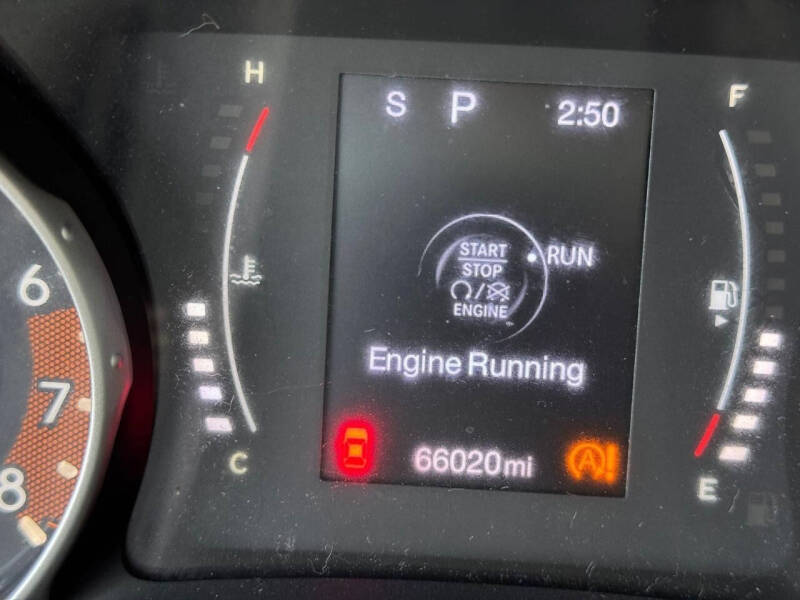 H
F
S P 2:50
START
STOP
RUN
ENGINE
Engine Running
6
7
8
C
66020mi
A!
E